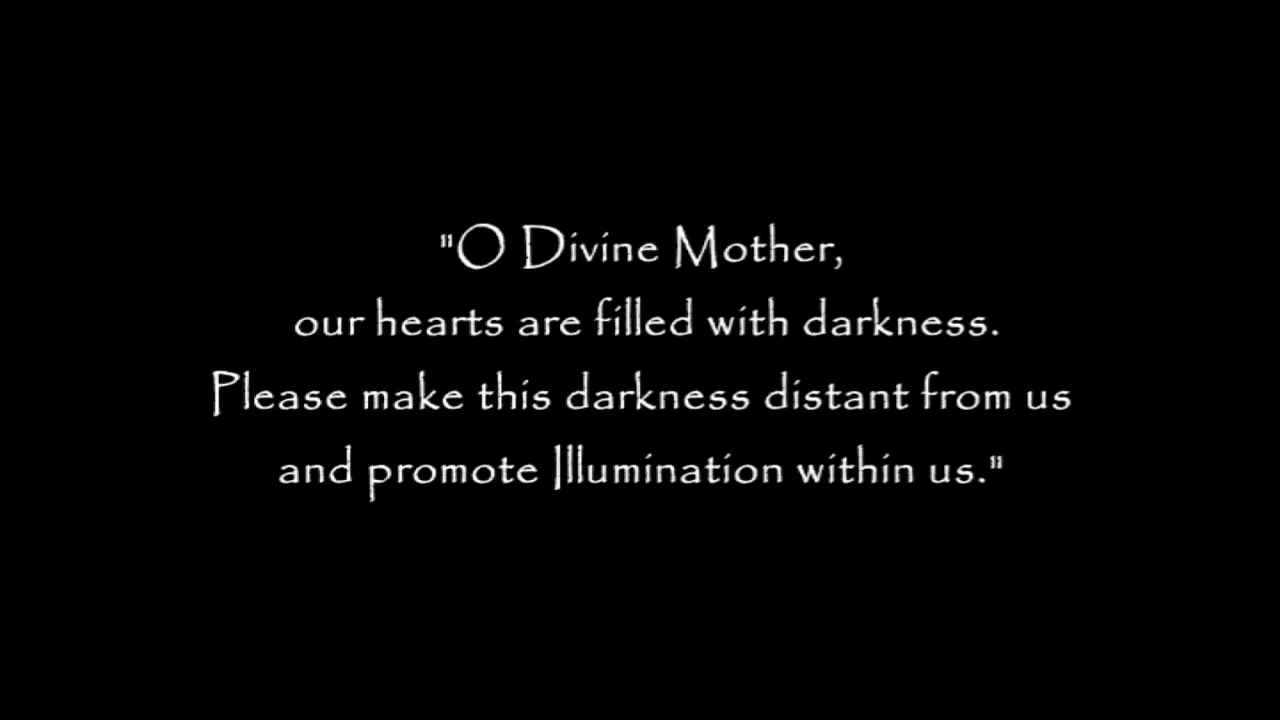 "O Divine Mother,
our hearts are filled with darkness.
Please make this darkness distant from us
and promote Illumination within us."